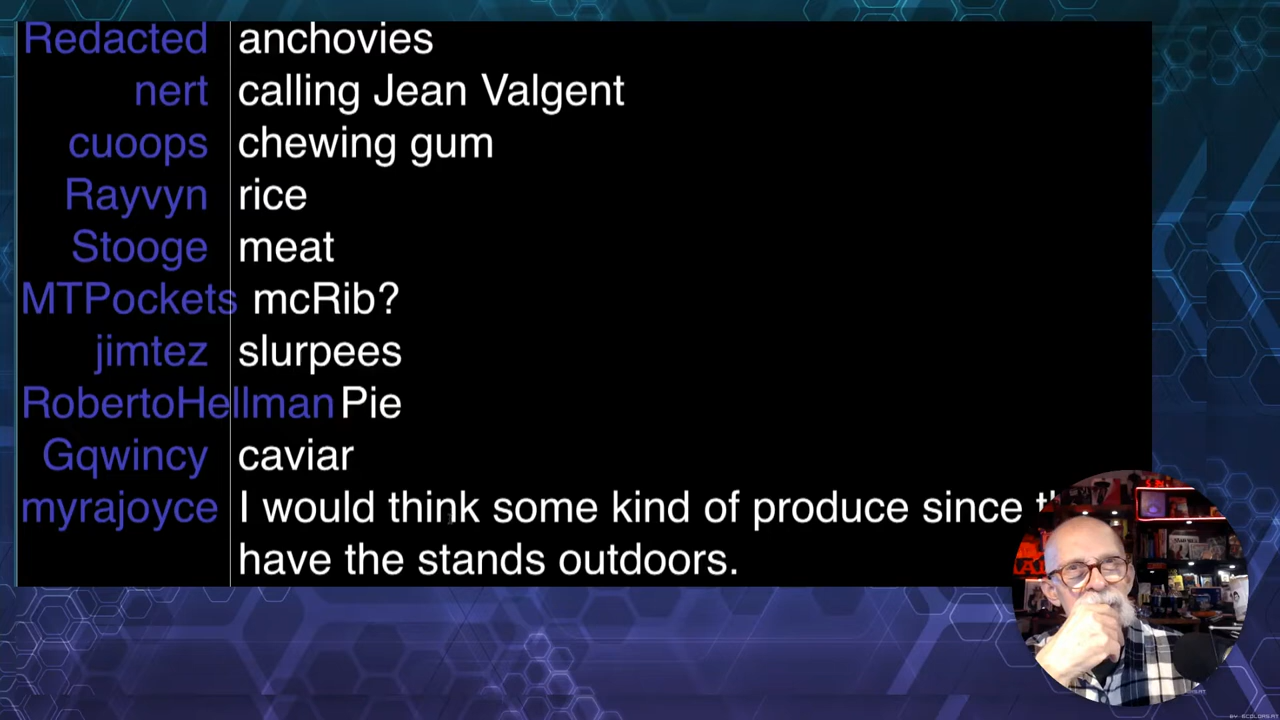 Redacted anchovies
nert calling Jean Valgent
cuoops chewing gum
Rayvyn rice
Stooge meat
MTPockets mcRib?
jimtez slurpees
RobertoHellman Pie
Gqwincy caviar
myrajoyce I would think some kind of produce since
have the stands outdoors.